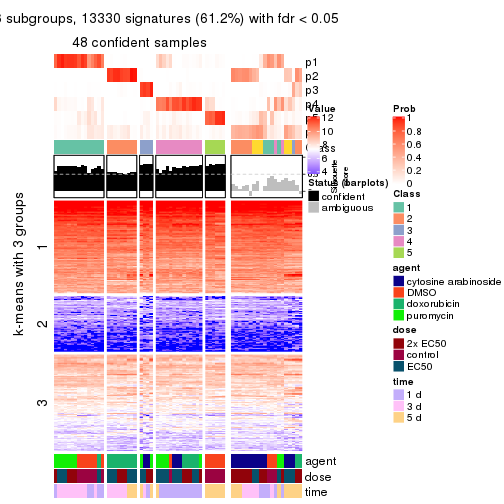 6 subgroups, 13330 signatures (61.2%) with fdr < 0.05
48 confident samples
p1
p2
p3
p4
Value
12
10
8
6
4
Silhouette
score
Status (barplots)
confident
ambiguous
k-means with 3 groups
1
2
3
agent
dose
time
Prob
1
0.8
0.6
0.4
0.2
0
Class
1
2
3
4
5
agent
cytosine arabinoside
DMSO
doxorubicin
puromycin
dose
2x EC50
control
EC50
time
1 d
3 d
5 d